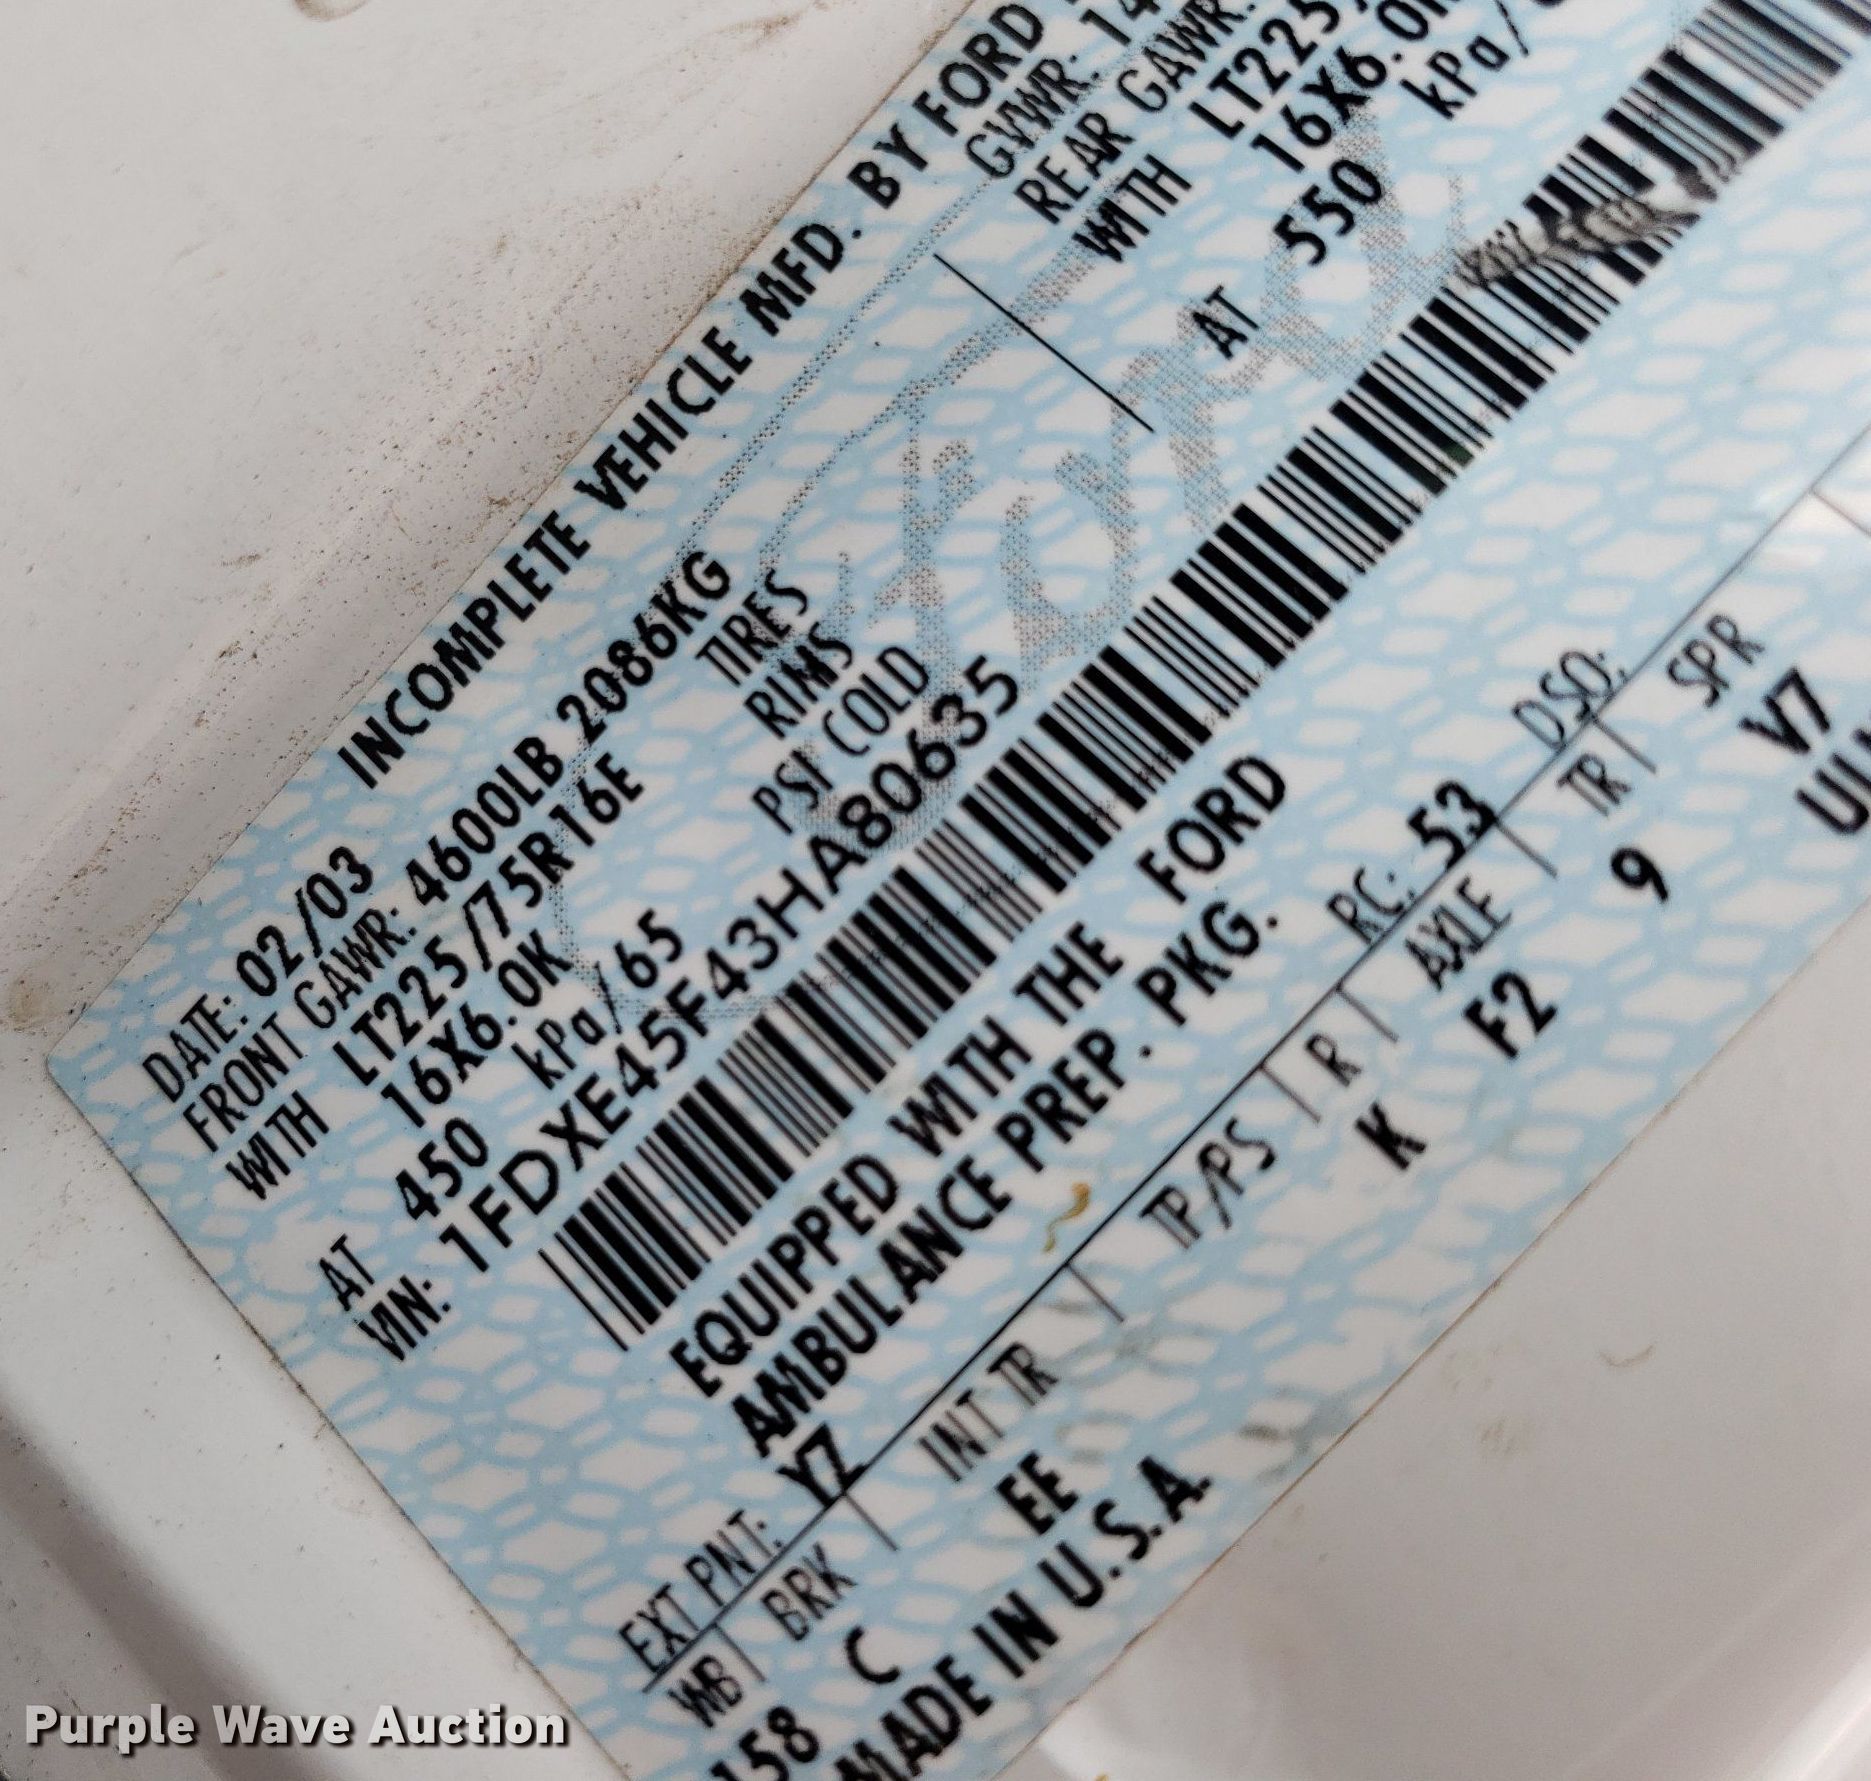 INCOMPLETE VEHICLE MFD. BY FORD
DATE: 02/03 GVWR: 14
FRONT GAWR: 4600LB 2086KG REAR GAWR:
WITH LT225/75R16E TIRES WITH LT225
16X6.0K RIMS 16X6.0K
AT 450 kPa/65 PSI COLD AT 550 kPa/
VIN: 1FDXE45F43HA80635
Ford
EQUIPPED WITH THE FORD
AMBULANCE PREP. PKG.
EXT PNT: YZ RC: 53 DSO:
WB BRK INT TR TP/PS R AXLE TR SPR
158 C EE K F2 9 V7
MADE IN U.S.A.
Purple Wave Auction